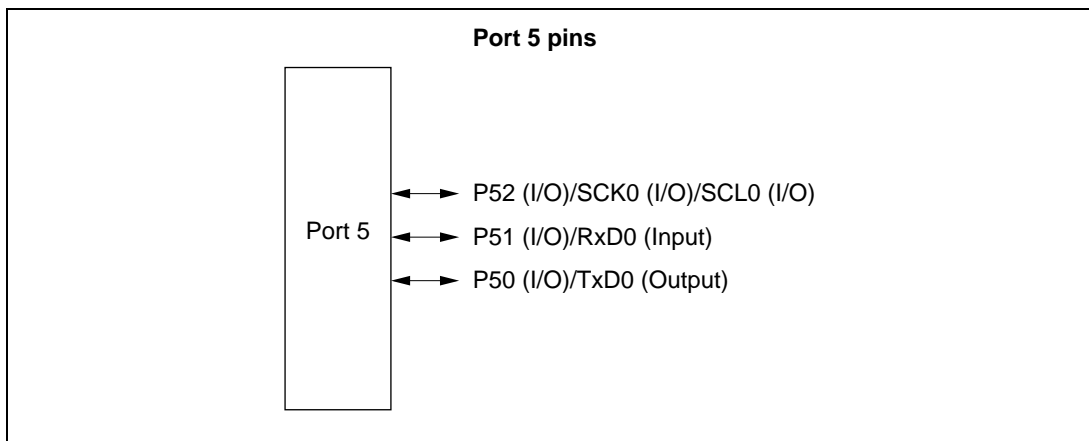 Port 5 pins
P52 (I/O)/SCK0 (I/O)/SCL0 (I/O)
Port 5
P51 (I/O)/RxD0 (Input)
P50 (I/O)/TxD0 (Output)